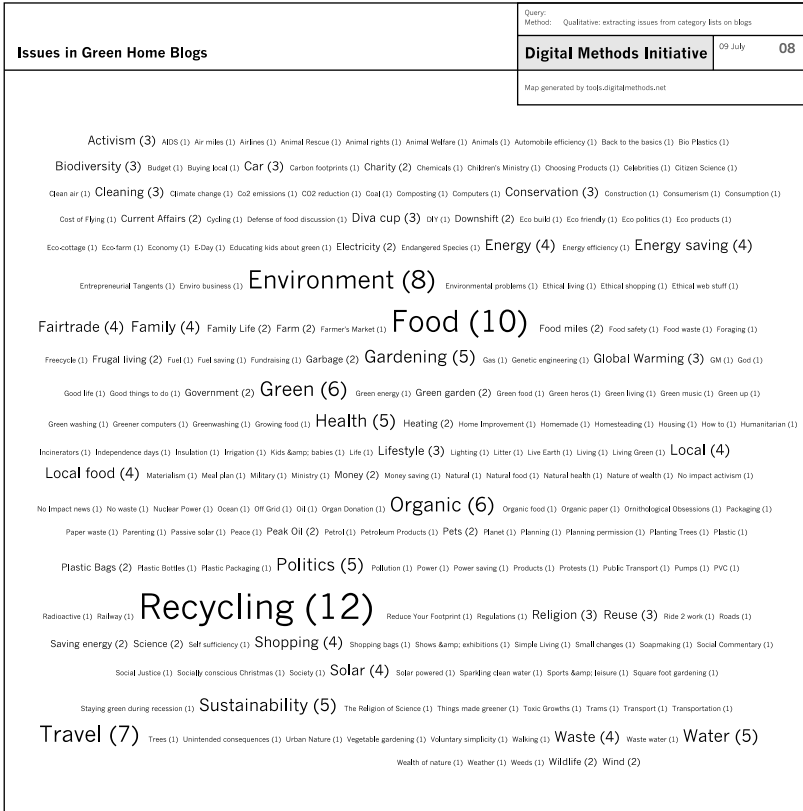 Query:
Method: Qualitative: extracting issues from category lists on blogs
Issues in Green Home Blogs
Digital Methods Initiative
09 July 08
Map generated by tools.digitalmethods.net
Activism (3) AIDS (1) Air miles (1) Airlines (1) Animal Rescue (1) Animal rights (1) Animal Welfare (1) Animals (1) Automobile efficiency (1) Back to the basics (1) Bio Plastics (1)
Biodiversity (3) Budget (1) Buying local (1) Car (3) Carbon footprints (1) Charity (2) Chemicals (1) Children's Ministry (1) Choosing Products (1) Celebrities (1) Citizen Science (1)
Clean air (1) Cleaning (3) Climate change (1) Co2 emissions (1) CO2 reduction (1) Coal (1) Composting (1) Computers (1) Conservation (3) Construction (1) Consumerism (1) Consumption (1)
Cost of Flying (1) Current Affairs (2) Cycling (1) Defense of food discussion (1) Diva cup (3) DIY (1) Downshift (2) Eco build (1) Eco friendly (1) Eco politics (1) Eco products (1)
Eco-cottage (1) Eco-farm (1) Economy (1) E-Day (1) Educating kids about green (1) Electricity (2) Endangered Species (1) Energy (4) Energy efficiency (1) Energy saving (4)
Entrepreneurial Tangents (1) Enviro business (1) Environment (8) Environmental problems (1) Ethical living (1) Ethical shopping (1) Ethical web stuff (1)
Fairtrade (4) Family (4) Family Life (2) Farm (2) Farmer's Market (1) Food (10) Food miles (2) Food safety (1) Food waste (1) Foraging (1)
Freecycle (1) Frugal living (2) Fuel (1) Fuel saving (1) Fundraising (1) Garbage (2) Gardening (5) Gas (1) Genetic engineering (1) Global Warming (3) GM (1) God (1)
Good life (1) Good things to do (1) Government (2) Green (6) Green energy (1) Green garden (2) Green food (1) Green heros (1) Green living (1) Green music (1) Green up (1)
Green washing (1) Greener computers (1) Greenwashing (1) Growing food (1) Health (5) Heating (2) Home Improvement (1) Homemade (1) Homesteading (1) Housing (1) How to (1) Humanitarian (1)
Incinerators (1) Independence days (1) Insulation (1) Irrigation (1) Kids &amp; babies (1) Life (1) Lifestyle (3) Lighting (1) Litter (1) Live Earth (1) Living (1) Living Green (1) Local (4)
Local food (4) Materialism (1) Meal plan (1) Military (1) Ministry (1) Money (2) Money saving (1) Natural (1) Natural food (1) Natural health (1) Nature of wealth (1) No impact activism (1)
No Impact news (1) No waste (1) Nuclear Power (1) Ocean (1) Off Grid (1) Oil (1) Organ Donation (1) Organic (6) Organic food (1) Organic paper (1) Ornithological Obsessions (1) Packaging (1)
Paper waste (1) Parenting (1) Passive solar (1) Peace (1) Peak Oil (2) Petrol (1) Petroleum Products (1) Pets (2) Planet (1) Planning (1) Planning permission (1) Planting Trees (1) Plastic (1)
Plastic Bags (2) Plastic Bottles (1) Plastic Packaging (1) Politics (5) Pollution (1) Power (1) Power saving (1) Products (1) Protests (1) Public Transport (1) Pumps (1) PVC (1)
Radioactive (1) Railway (1) Recycling (12) Reduce Your Footprint (1) Regulations (1) Religion (3) Reuse (3) Ride 2 work (1) Roads (1)
Saving energy (2) Science (2) Self sufficiency (1) Shopping (4) Shopping bags (1) Shows &amp; exhibitions (1) Simple Living (1) Small changes (1) Soapmaking (1) Social Commentary (1)
Social Justice (1) Socially conscious Christmas (1) Society (1) Solar (4) Solar powered (1) Sparkling clean water (1) Sports &amp; leisure (1) Square foot gardening (1)
Staying green during recession (1) Sustainability (5) The Religion of Science (1) Things made greener (1) Toxic Growths (1) Trams (1) Transport (1) Transportation (1)
Travel (7) Trees (1) Unintended consequences (1) Urban Nature (1) Vegetable gardening (1) Voluntary simplicity (1) Walking (1) Waste (4) Waste water (1) Water (5)
Wealth of nature (1) Weather (1) Weeds (1) Wildlife (2) Wind (2)